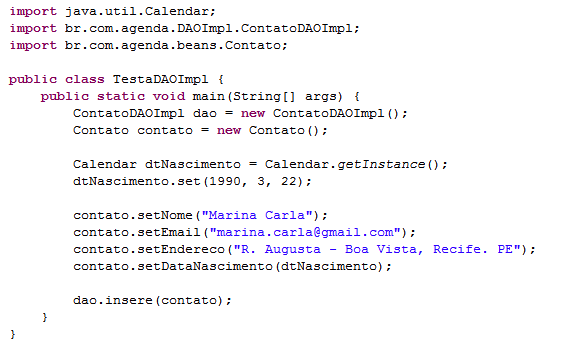 import java.util.Calendar;
import br.com.agenda.DAOImpl.ContatoDAOImpl;
import br.com.agenda.beans.Contato;

public class TestaDAOImpl {
    public static void main(String[] args) {
        ContatoDAOImpl dao = new ContatoDAOImpl();
        Contato contato = new Contato();

        Calendar dtNascimento = Calendar.getInstance();
        dtNascimento.set(1990, 3, 22);

        contato.setNome("Marina Carla");
        contato.setEmail("marina.carla@gmail.com");
        contato.setEndereco("R. Augusta - Boa Vista, Recife. PE");
        contato.setDataNascimento(dtNascimento);

        dao.insere(contato);
    }
}